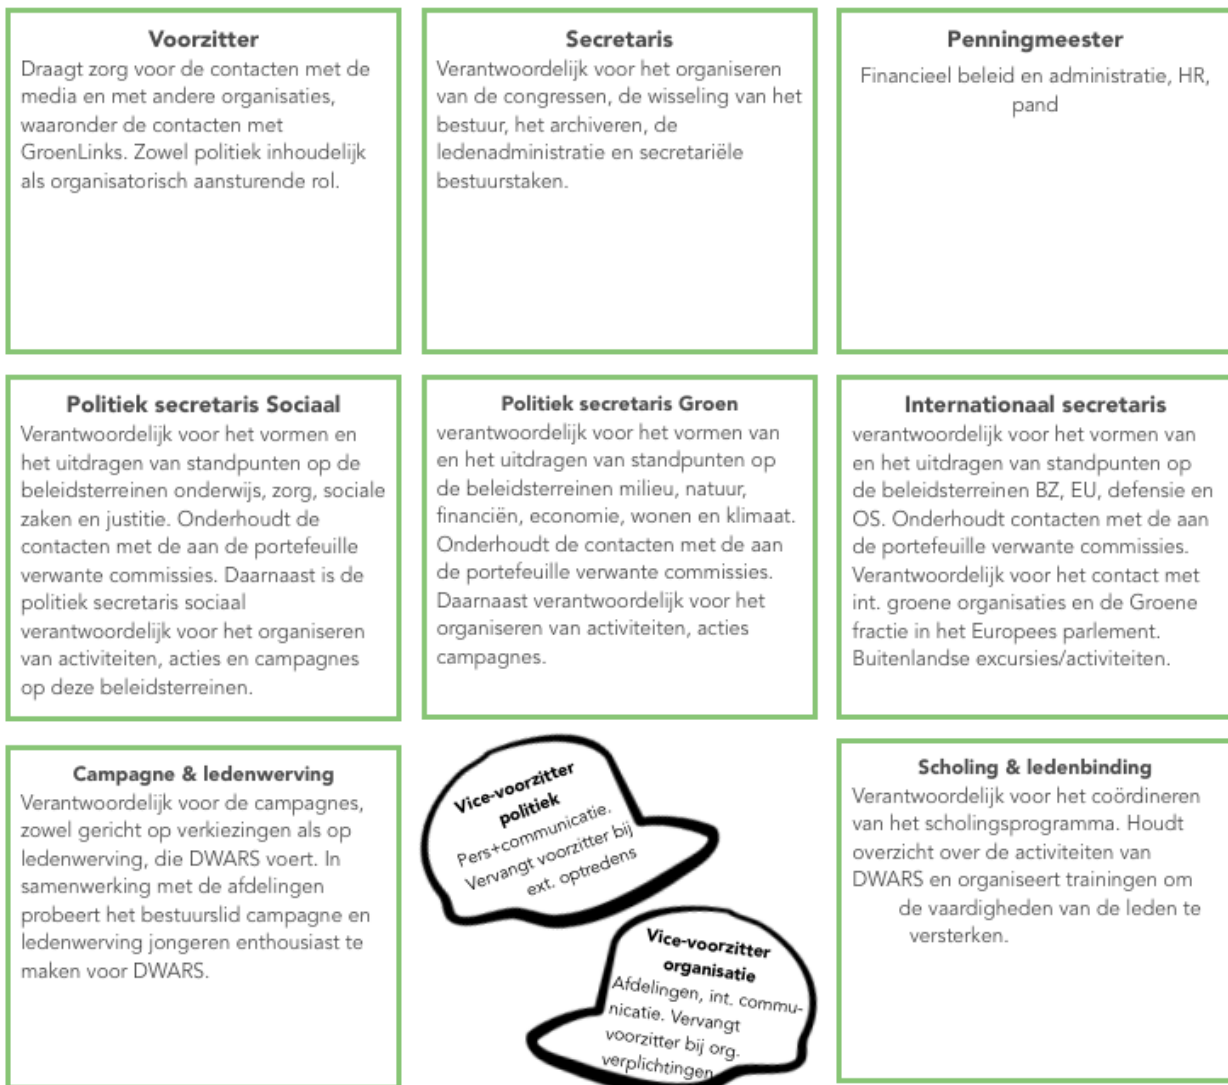 Voorzitter
Draagt zorg voor de contacten met de
media en met andere organisaties,
waaronder de contacten met
GroenLinks. Zowel politiek inhoudelijk
als organisatorisch aansturende rol.
Secretaris
Verantwoordelijk voor het organiseren
van de congressen, de wisseling van het
bestuur, het archiveren, de
ledenadministratie en secretariële
bestuurstaken.
Penningmeester
Financieel beleid en administratie, HR,
pand
Politiek secretaris Sociaal
Verantwoordelijk voor het vormen en
het uitdragen van standpunten op de
beleidsterreinen onderwijs, zorg, sociale
zaken en justitie. Onderhoudt de
contacten met de aan de portefeuille
verwante commissies. Daarnaast is de
politiek secretaris sociaal
verantwoordelijk voor het organiseren
van activiteiten, acties en campagnes
op deze beleidsterreinen.
Politiek secretaris Groen
verantwoordelijk voor het vormen van
en het uitdragen van standpunten op
de beleidsterreinen milieu, natuur,
financiën, economie, wonen en klimaat.
Onderhoudt de contacten met de aan
de portefeuille verwante commissies.
Daarnaast verantwoordelijk voor het
organiseren van activiteiten, acties
campagnes.
Internationaal secretaris
verantwoordelijk voor het vormen van
en het uitdragen van standpunten op
de beleidsterreinen BZ, EU, defensie en
OS. Onderhoudt contacten met de aan
de portefeuille verwante commissies.
Verantwoordelijk voor het contact met
int. groene organisaties en de Groene
fractie in het Europees parlement.
Buitenlandse excursies/activiteiten.
Campagne & ledenwerving
Verantwoordelijk voor de campagnes,
zowel gericht op verkiezingen als op
ledenwerving, die DWARS voert. In
samenwerking met de afdelingen
probeert het bestuurslid campagne en
ledenwerving jongeren enthousiast te
maken voor DWARS.
Vice-voorzitter
politiek
Pers+communicatie.
Vervangt voorzitter bij
ext. optredens
Vice-voorzitter
organisatie
Afdelingen, int. commu-
nicatie. Vervangt
voorzitter bij org.
verplichtingen
Scholing & ledenbinding
Verantwoordelijk voor het coördineren
van het scholingsprogramma. Houdt
overzicht over de activiteiten van
DWARS en organiseert trainingen om
de vaardigheden van de leden te
versterken.